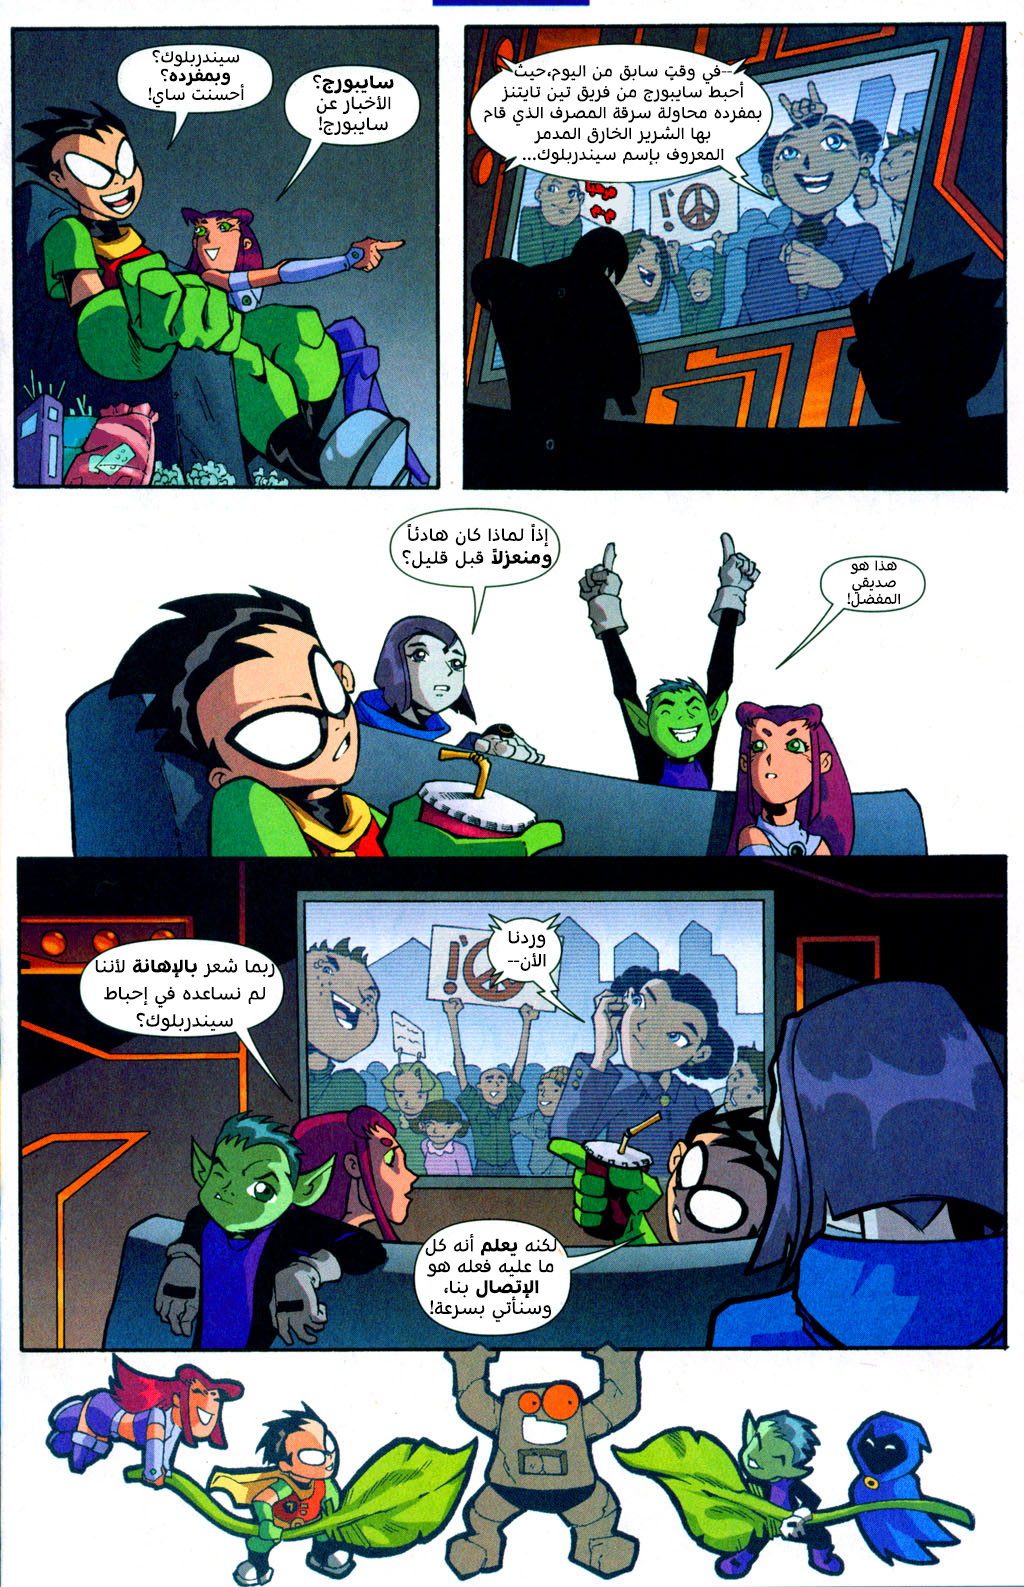 --في وقتٍ سابق من اليوم،حيث
أحبط سايبورج من فريق تين تايتنز
بمفرده محاولة سرقة المصرف الذي قام
بها الشرير الخارق المدمر
المعروف بإسم سيندربلوك...
مرحبا
م.م
!'
سايبورج؟
الأخبار عن
سايبورج!
سيندربلوك؟
وبمفرده؟
أحسنت ساي!
هذا هو
صديقي
المفضل!
إذاً لماذا كان هادئاً
ومنعزلاً قبل قليل؟
وردنا
الأن--
!'
ربما شعر بالإهانة لأننا
لم نساعده في إحباط
سيندربلوك؟
لكنه يعلم أنه كل
ما عليه فعله هو
الإتصال بنا،
وسنأتي بسرعة!